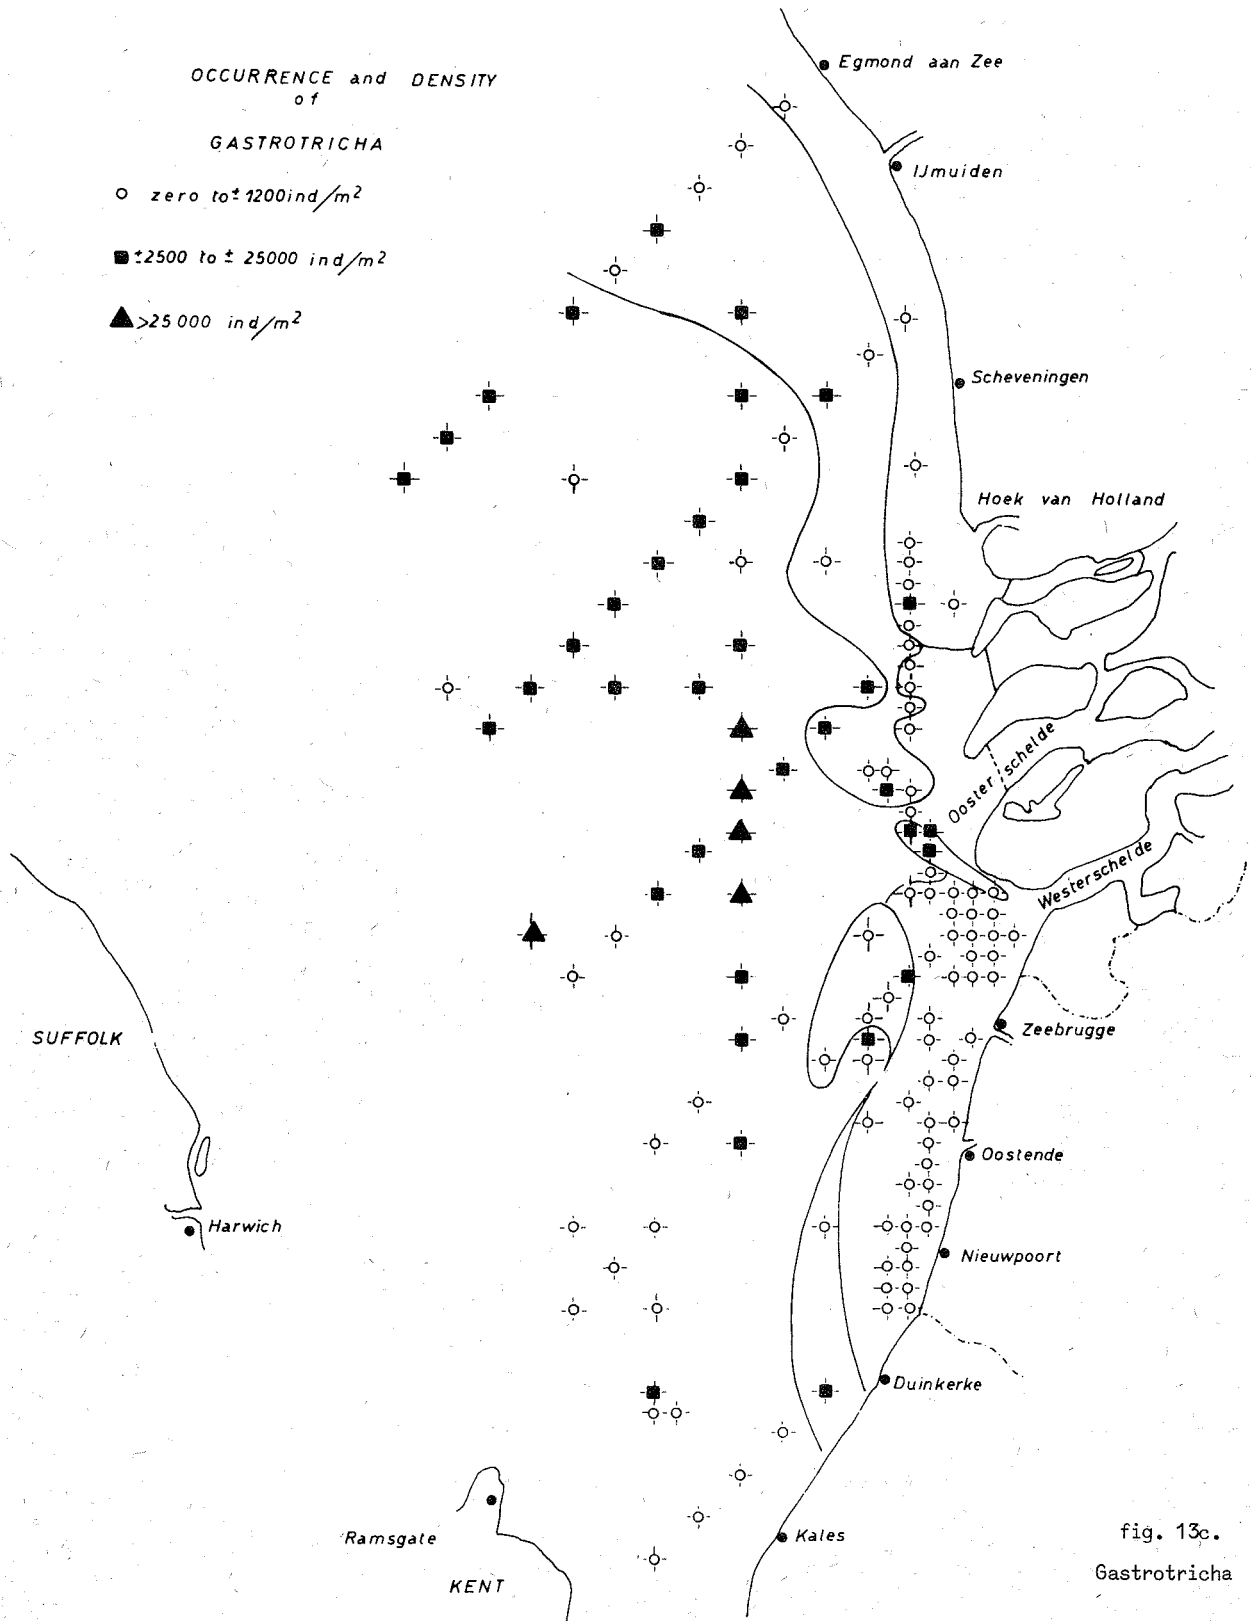 OCCURRENCE and DENSITY
of
GASTROTRICHA
zero to ± 1200 ind/m²
±2500 to ± 25000 ind/m²
>25000 ind/m²
Egmond aan Zee
IJmuiden
Scheveningen
Hoek van Holland
Ooster schelde
Westerschelde
SUFFOLK
Zeebrugge
Oostende
Harwich
Nieuwpoort
Duinkerke
Ramsgate
Kales
KENT
fig. 13c.
Gastrotricha